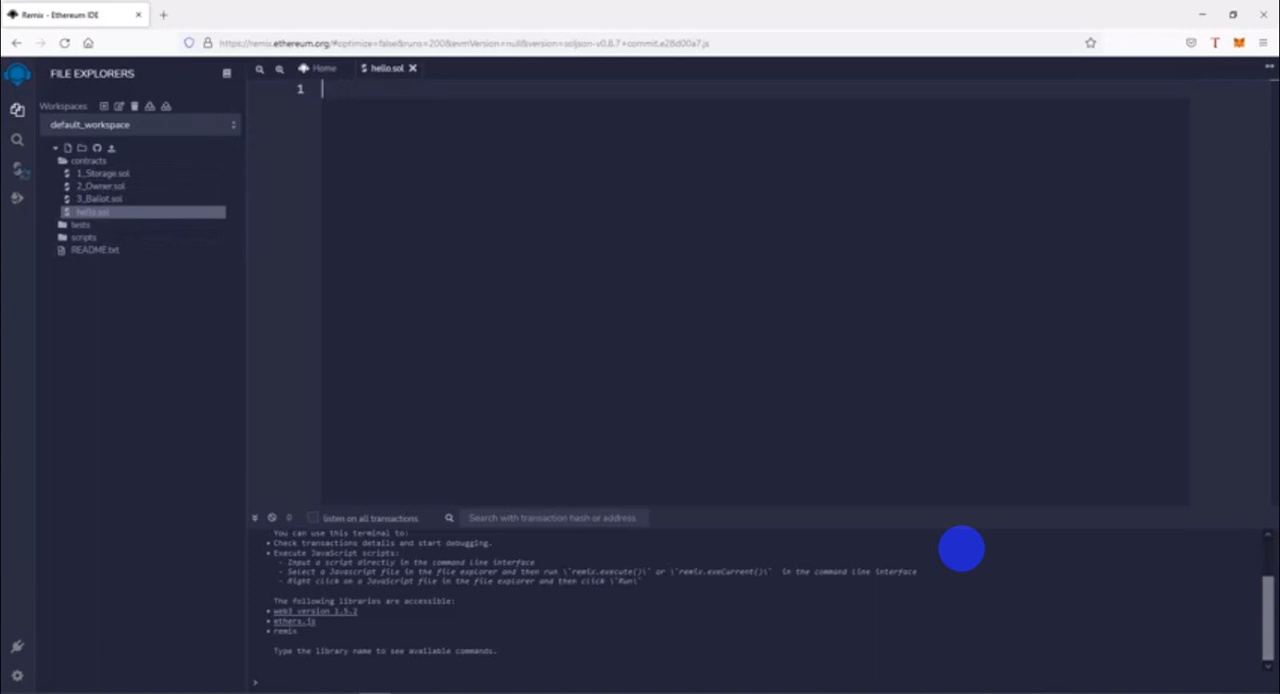 Remix - Ethereum IDE
https://remix.ethereum.org/#optimize=false&runs=200&evmVersion=null&version=soljson-v0.8.7+commit.e28d00a7.js
T
FILE EXPLORERS
Home
hello.sol
Workspaces
default_workspace
1
contracts
1_Storage.sol
2_Owner.sol
3_Ballot.sol
hello.sol
tests
scripts
README.txt
listen on all transactions
Search with transaction hash or address
You can use this terminal to:
• Check transactions details and start debugging.
• Execute JavaScript scripts:
- Input a script directly in the command line interface
- Select a Javascript file in the file explorer and then run \`remix.execute()\` or \`remix.exeCurrent()\` in the command line interface
- Right click on a JavaScript file in the file explorer and then click \`Run\`
The following libraries are accessible:
• web3 version 1.5.2
• ethers.js
• remix
Type the library name to see available commands.
>